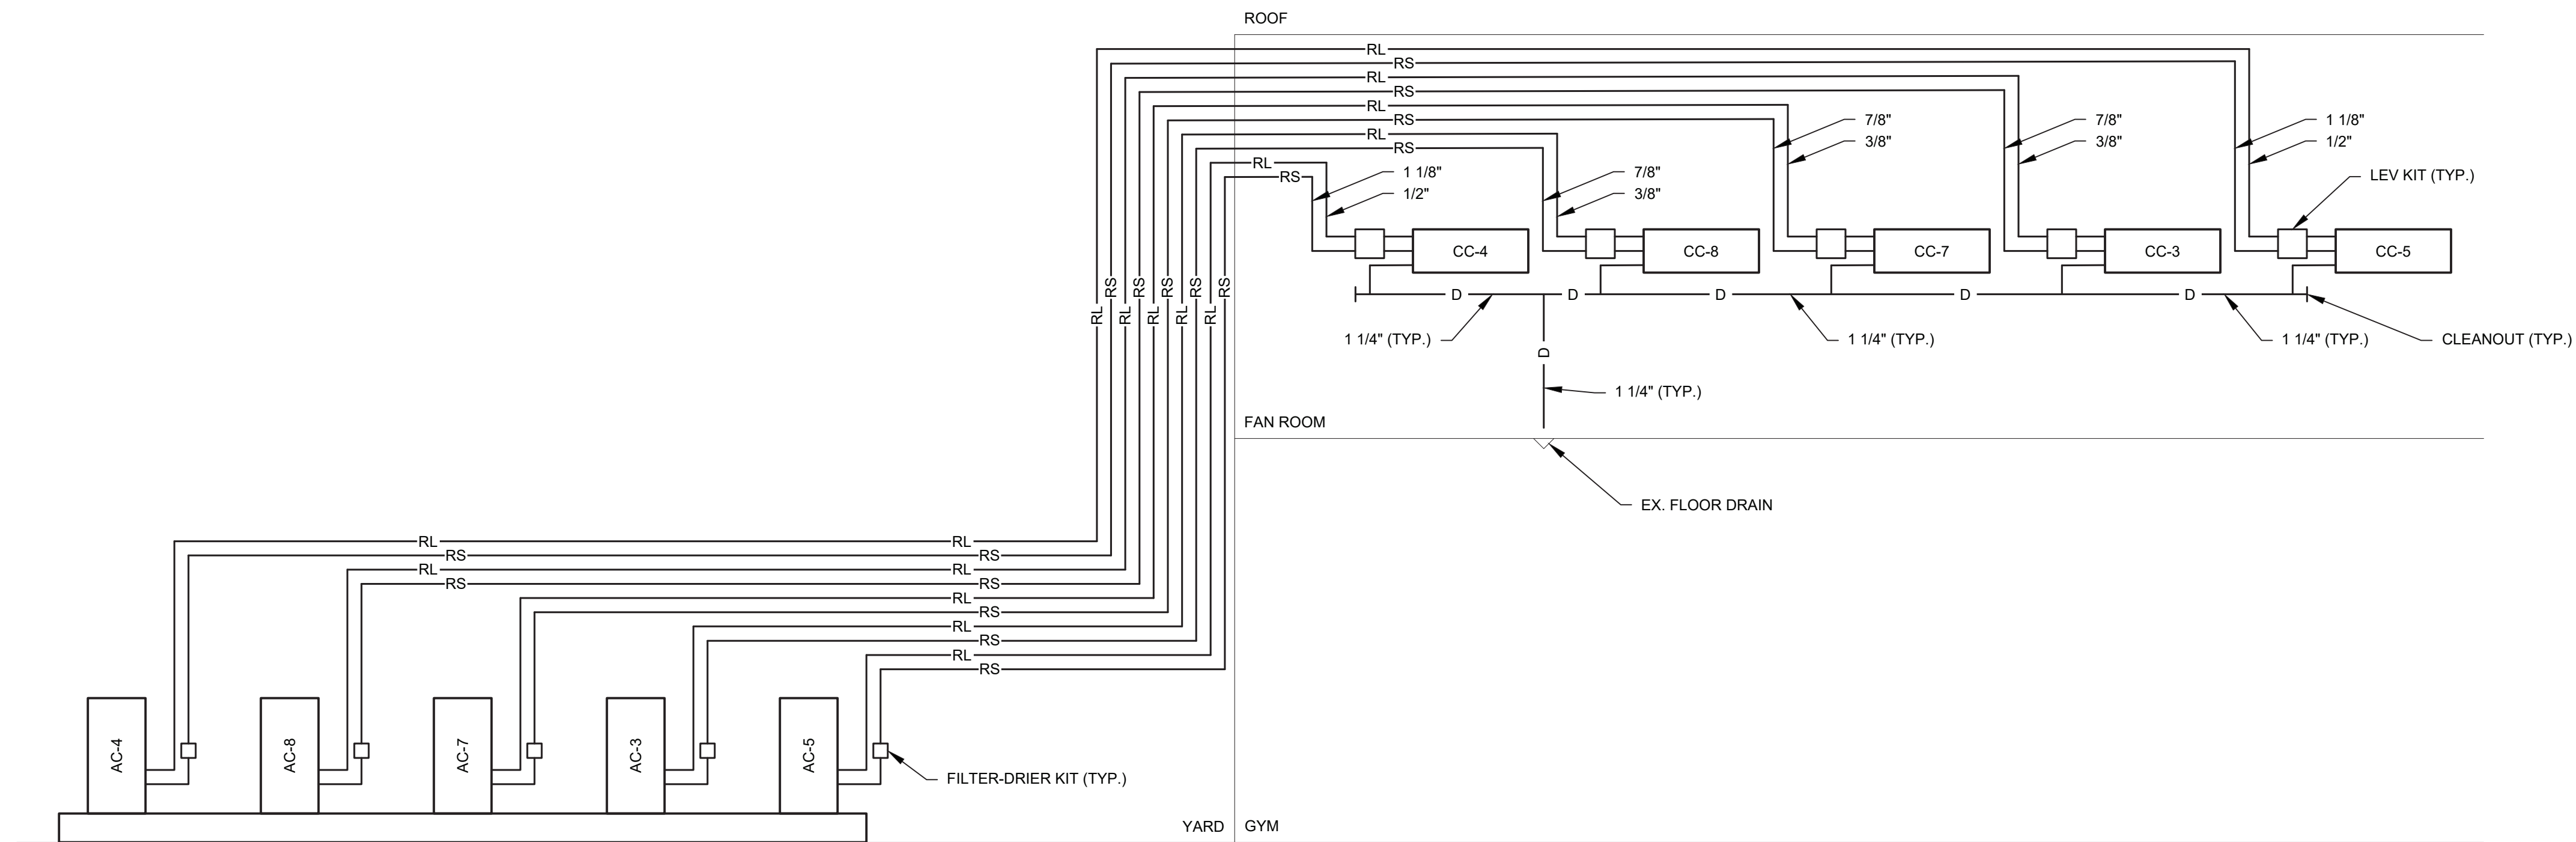 ROOF
RL
RS
RL
RS
RL
RS
RL
RS
RL
RS
7/8"
3/8"
7/8"
3/8"
1 1/8"
1/2"
1 1/8"
1/2"
7/8"
3/8"
LEV KIT (TYP.)
CC-4
CC-8
CC-7
CC-3
CC-5
RS
RS
RS
RS
RS
RL
RL
RL
RL
RL
D
D
D
D
D
1 1/4" (TYP.)
1 1/4" (TYP.)
1 1/4" (TYP.)
CLEANOUT (TYP.)
D
1 1/4" (TYP.)
FAN ROOM
EX. FLOOR DRAIN
RL
RL
RS
RS
RL
RL
RS
RS
RL
RS
RL
RS
RL
RS
AC-4
AC-8
AC-7
AC-3
AC-5
FILTER-DRIER KIT (TYP.)
YARD
GYM